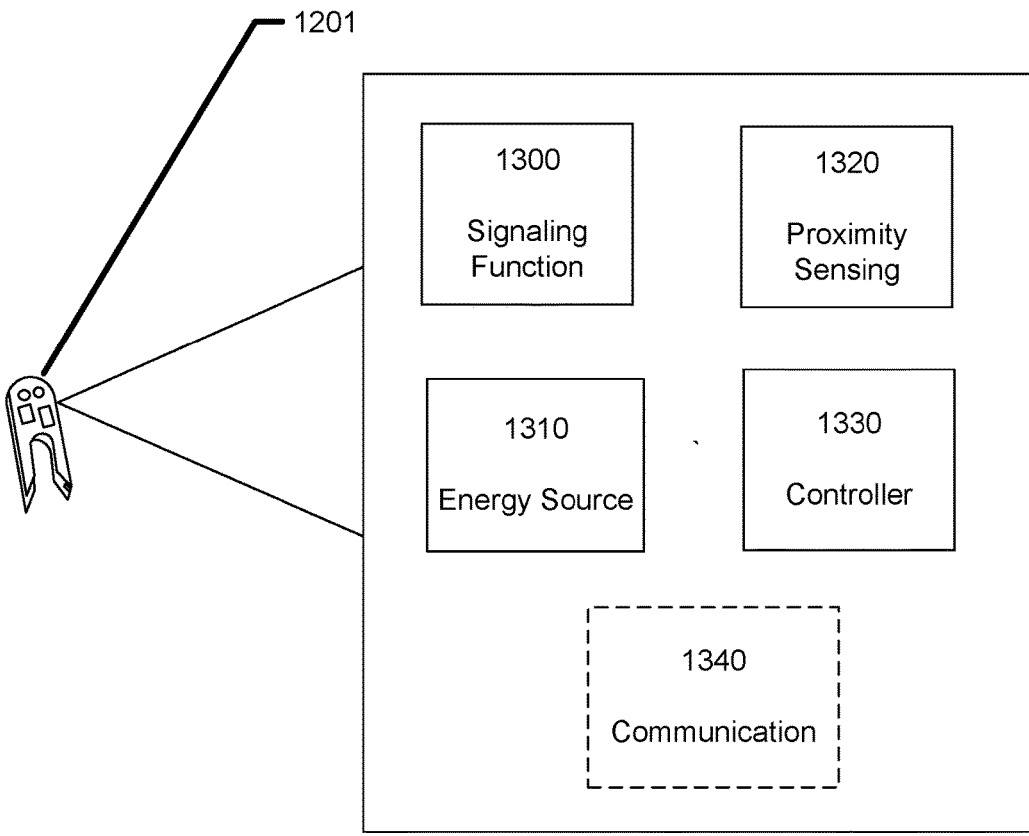 1201
1300
Signaling
Function
1320
Proximity
Sensing
1310
Energy Source
1330
Controller
1340
Communication